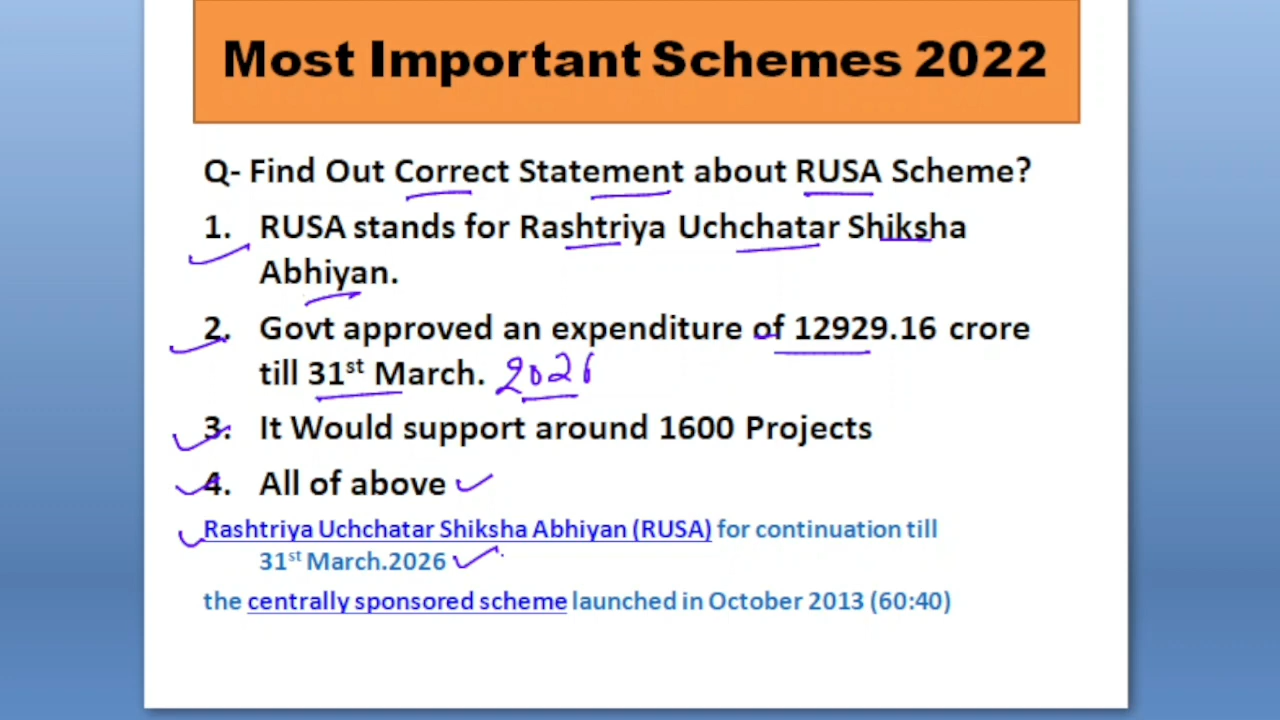 Most Important Schemes 2022
Q- Find Out Correct Statement about RUSA Scheme?
1. RUSA stands for Rashtriya Uchchatar Shiksha
Abhiyan.
2. Govt approved an expenditure of 12929.16 crore
till 31st March. 2026
3. It Would support around 1600 Projects
4. All of above
Rashtriya Uchchatar Shiksha Abhiyan (RUSA) for continuation till
31st March.2026
the centrally sponsored scheme launched in October 2013 (60:40)